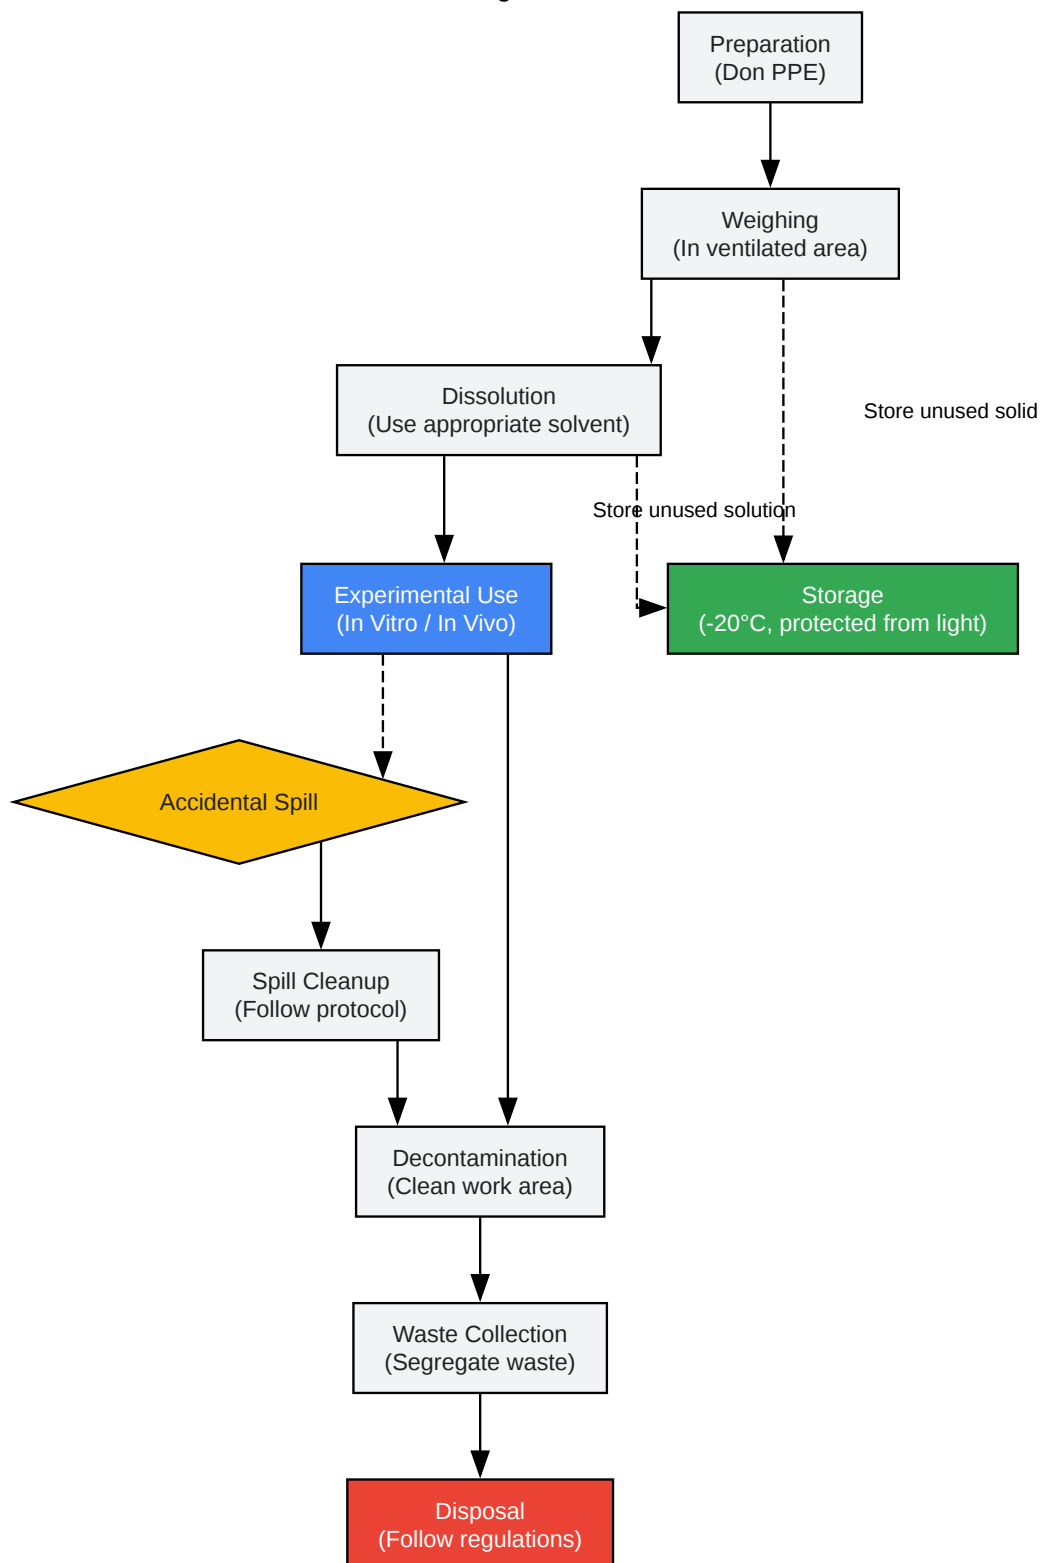 Preparation
(Don PPE)
Weighing
(In ventilated area)
Dissolution
(Use appropriate solvent)
Store unused solid
Store unused solution
Experimental Use
(In Vitro / In Vivo)
Storage
(-20°C, protected from light)
Accidental Spill
Spill Cleanup
(Follow protocol)
Decontamination
(Clean work area)
Waste Collection
(Segregate waste)
Disposal
(Follow regulations)